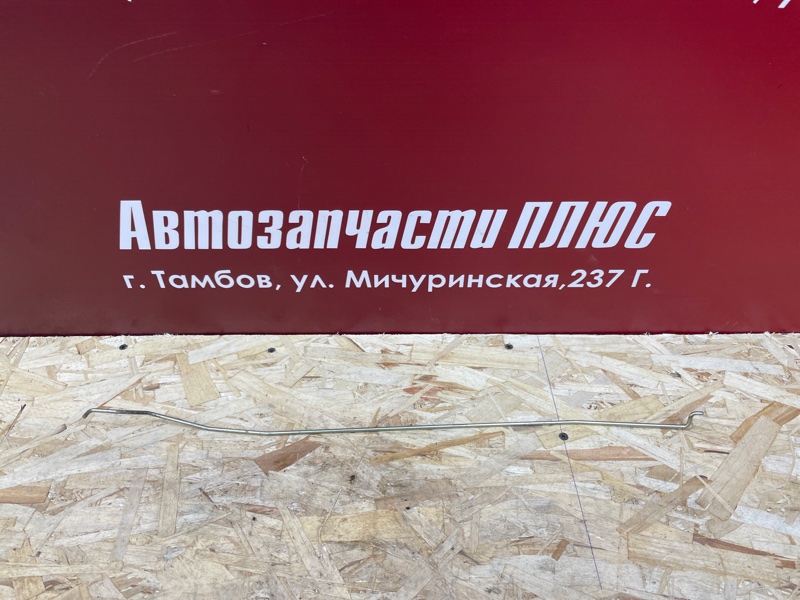 Автозапчасти ПЛЮС
г. Тамбов, ул. Мичуринская,237 Г.